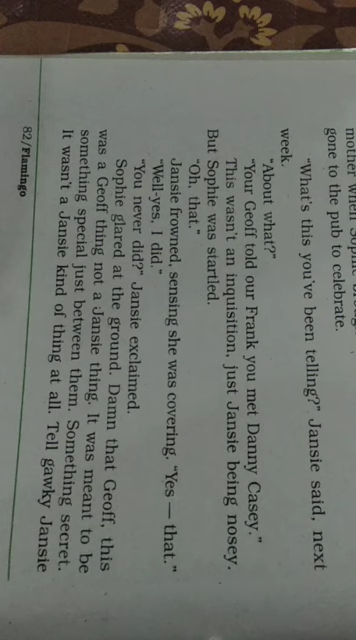 mother when Sophie
gone to the pub to celebrate.
"What's this you've been telling?" Jansie said, next
week.
"About what?"
"Your Geoff told our Frank you met Danny Casey."
This wasn't an inquisition, just Jansie being nosey.
But Sophie was startled.
"Oh, that."
Jansie frowned, sensing she was covering. "Yes — that."
"Well-yes, I did."
"You never did?" Jansie exclaimed.
Sophie glared at the ground. Damn that Geoff, this
was a Geoff thing not a Jansie thing. It was meant to be
something special just between them. Something secret.
It wasn't a Jansie kind of thing at all. Tell gawky Jansie
82/Flamingo